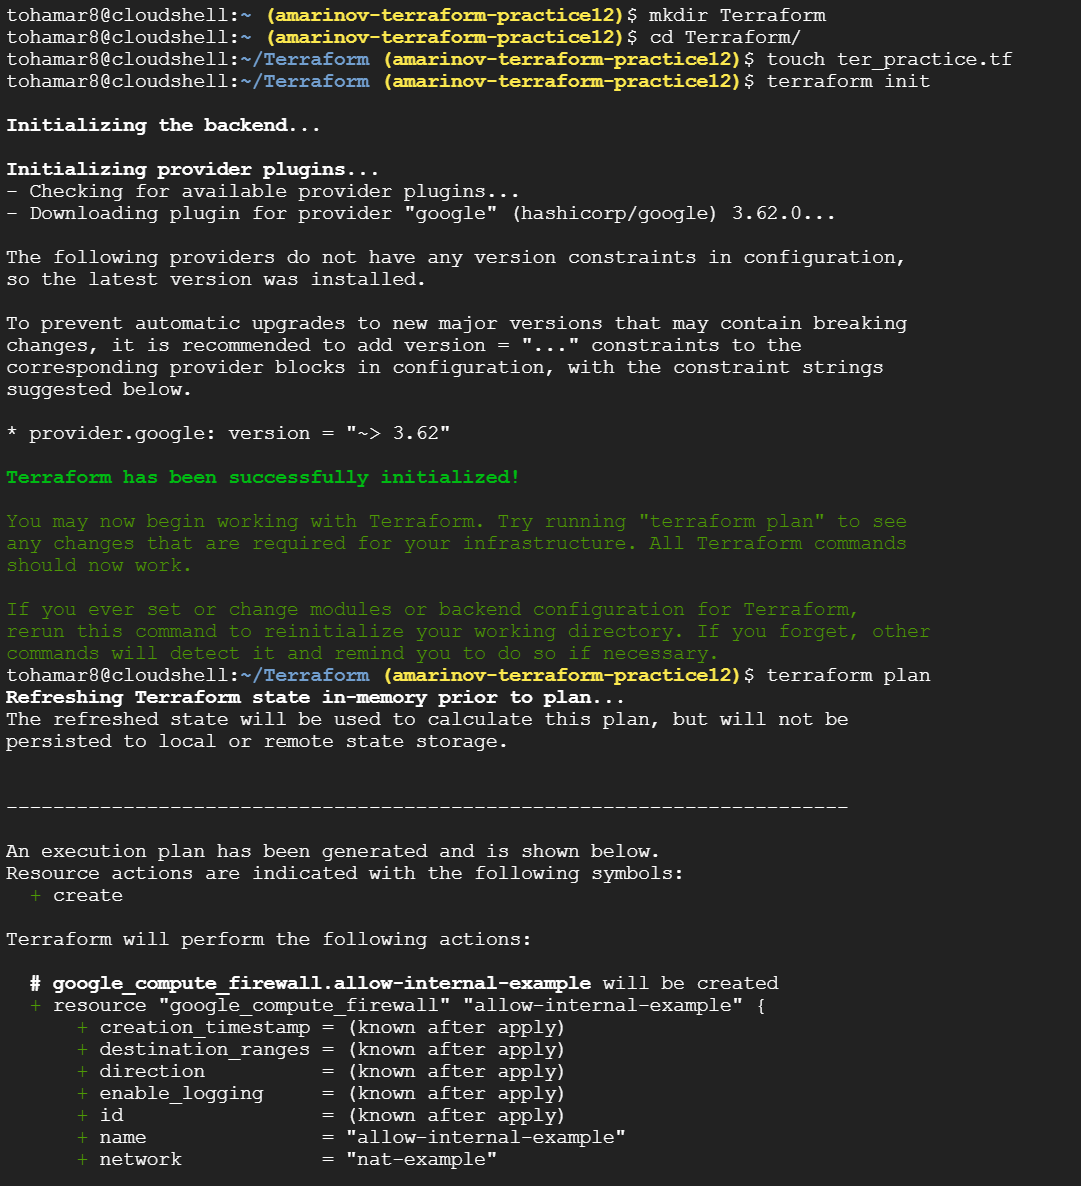 tohamar8@cloudshell:~ (amarinov-terraform-practice12)$ mkdir Terraform
tohamar8@cloudshell:~ (amarinov-terraform-practice12)$ cd Terraform/
tohamar8@cloudshell:~/Terraform (amarinov-terraform-practice12)$ touch ter_practice.tf
tohamar8@cloudshell:~/Terraform (amarinov-terraform-practice12)$ terraform init
Initializing the backend...
Initializing provider plugins...
- Checking for available provider plugins...
- Downloading plugin for provider "google" (hashicorp/google) 3.62.0...
The following providers do not have any version constraints in configuration,
so the latest version was installed.
To prevent automatic upgrades to new major versions that may contain breaking
changes, it is recommended to add version = "..." constraints to the
corresponding provider blocks in configuration, with the constraint strings
suggested below.
* provider.google: version = "~> 3.62"
Terraform has been successfully initialized!
You may now begin working with Terraform. Try running "terraform plan" to see
any changes that are required for your infrastructure. All Terraform commands
should now work.
If you ever set or change modules or backend configuration for Terraform,
rerun this command to reinitialize your working directory. If you forget, other
commands will detect it and remind you to do so if necessary.
tohamar8@cloudshell:~/Terraform (amarinov-terraform-practice12)$ terraform plan
Refreshing Terraform state in-memory prior to plan...
The refreshed state will be used to calculate this plan, but will not be
persisted to local or remote state storage.
------------------------------------------------------------------------
An execution plan has been generated and is shown below.
Resource actions are indicated with the following symbols:
  + create
Terraform will perform the following actions:
  # google_compute_firewall.allow-internal-example will be created
  + resource "google_compute_firewall" "allow-internal-example" {
      + creation_timestamp = (known after apply)
      + destination_ranges = (known after apply)
      + direction          = (known after apply)
      + enable_logging     = (known after apply)
      + id                 = (known after apply)
      + name               = "allow-internal-example"
      + network            = "nat-example"